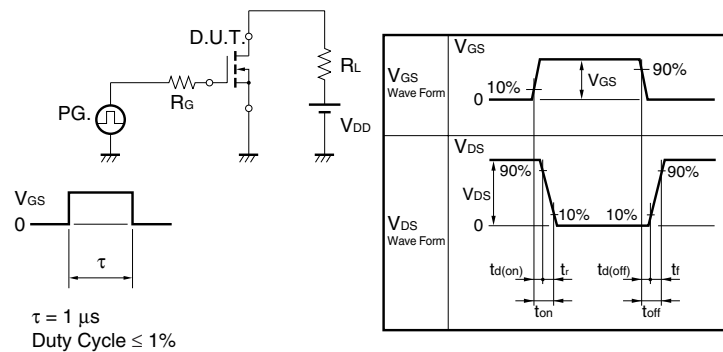 D.U.T.
RG
RL
PG.
VDD
VGS
0
τ
τ = 1 μs
Duty Cycle ≤ 1%
VGS
Wave Form
VGS
10%
VGS
90%
0
VDS
Wave Form
VDS
90%
VDS
90%
10%
10%
0
td(on)
tr
td(off)
tf
ton
toff